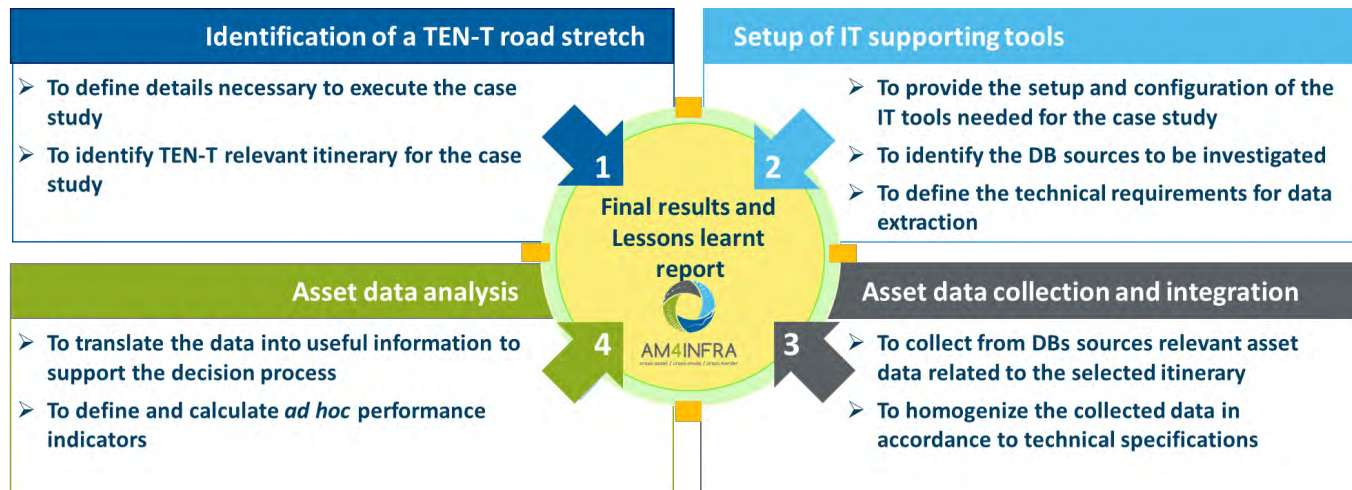 Identification of a TEN-T road stretch
➢ To define details necessary to execute the case
study
➢ To identify TEN-T relevant itinerary for the case
study
1
Setup of IT supporting tools
➢ To provide the setup and configuration of the
IT tools needed for the case study
➢ To identify the DB sources to be investigated
➢ To define the technical requirements for data
extraction
2
Final results and
Lessons learnt
report
AM4INFRA
cross asset / cross mode / cross border
Asset data analysis
➢ To translate the data into useful information to
support the decision process
➢ To define and calculate ad hoc performance
indicators
4
Asset data collection and integration
➢ To collect from DBs sources relevant asset
data related to the selected itinerary
➢ To homogenize the collected data in
accordance to technical specifications
3